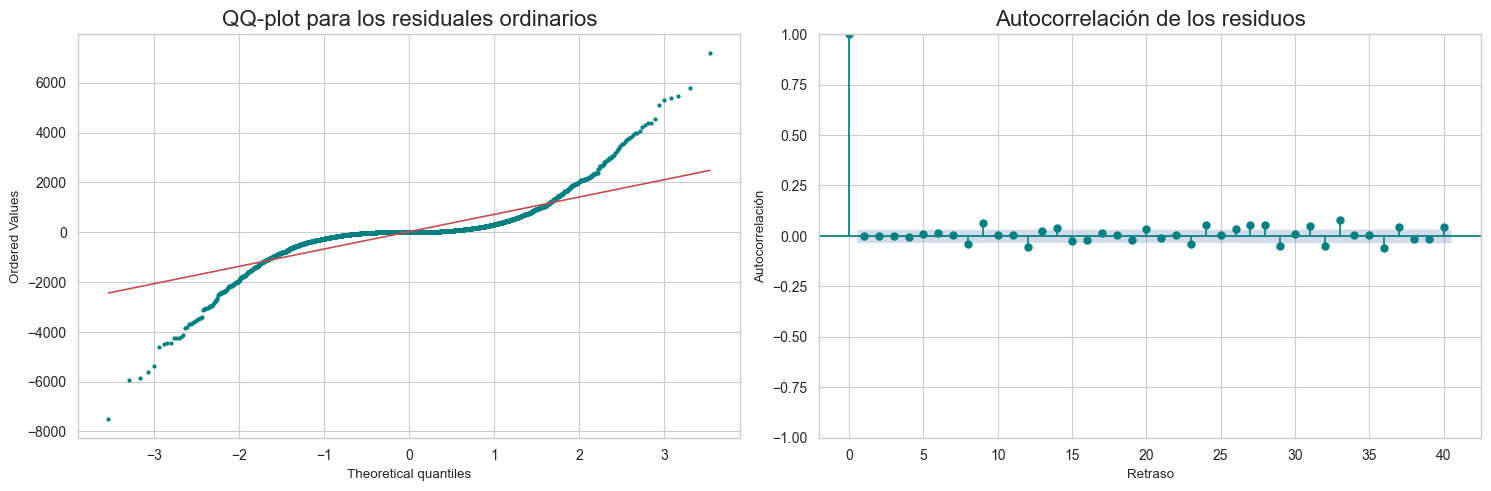 QQ-plot para los residuales ordinarios
Ordered Values
6000
4000
2000
0
−2000
−4000
−6000
−8000
−3 −2 −1 0 1 2 3
Theoretical quantiles
Autocorrelación de los residuos
Autocorrelación
1.00
0.75
0.50
0.25
0.00
−0.25
−0.50
−0.75
−1.00
0 5 10 15 20 25 30 35 40
Retraso